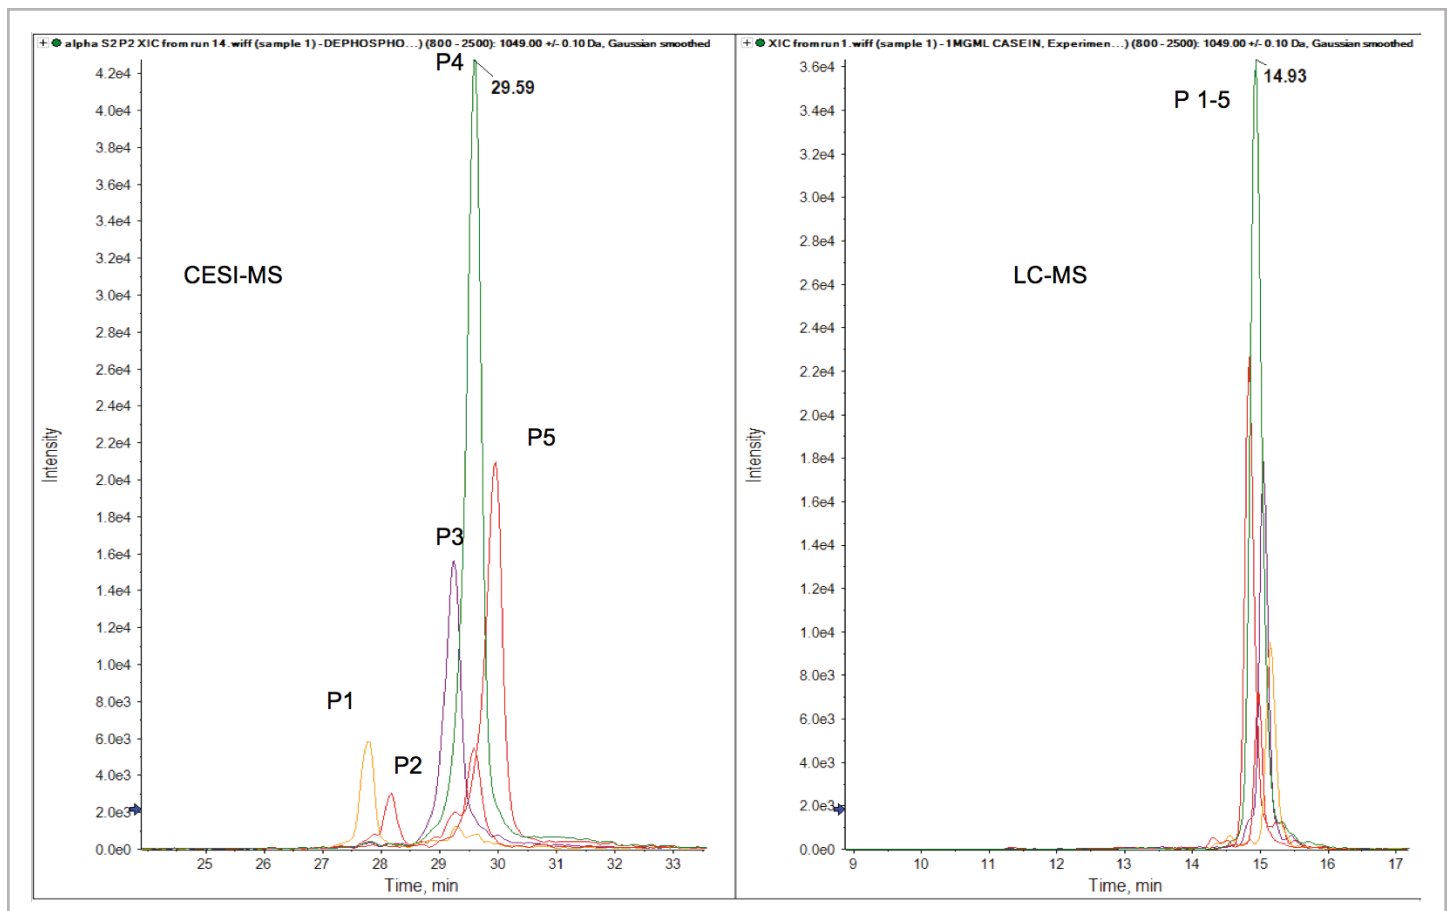 alpha S2 P2 XIC from run 14.wiff (sample 1) - DEPHOSPHO...) (800 - 2500): 1049.00 +/- 0.10 Da, Gaussian smoothed
4.2e4
4.0e4
3.8e4
3.6e4
3.4e4
3.2e4
3.0e4
2.8e4
2.6e4
2.4e4
2.2e4
2.0e4
1.8e4
1.6e4
1.4e4
1.2e4
1.0e4
8.0e3
6.0e3
4.0e3
2.0e3
0.0e0
Intensity
P4
29.59
CESI-MS
P5
P3
P1
P2
25 26 27 28 29 30 31 32 33
Time, min
XIC from run 1.wiff (sample 1) - 1MGML CASEIN, Experimen...) (800 - 2500): 1049.00 +/- 0.10 Da, Gaussian smoothed
3.6e4
3.4e4
3.2e4
3.0e4
2.8e4
2.6e4
2.4e4
2.2e4
2.0e4
1.8e4
1.6e4
1.4e4
1.2e4
1.0e4
8.0e3
6.0e3
4.0e3
2.0e3
0.0e0
Intensity
14.93
P 1-5
LC-MS
9 10 11 12 13 14 15 16 17
Time, min